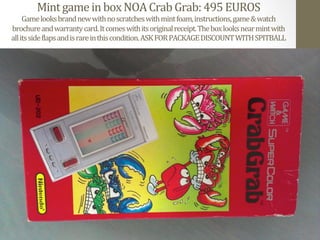 Mint game in box NOA Crab Grab: 495 EUROS
Game looks brand new with no scratches with mint foam, instructions, game & watch
brochure and warranty card. It comes with its original receipt. The box looks near mint with
all its side flaps and is rare in this condition. ASK FOR PACKAGE DISCOUNT WITH SPITBALL
GAME & WATCH SUPER COLOR
CrabGrab
UD-202
Nintendo